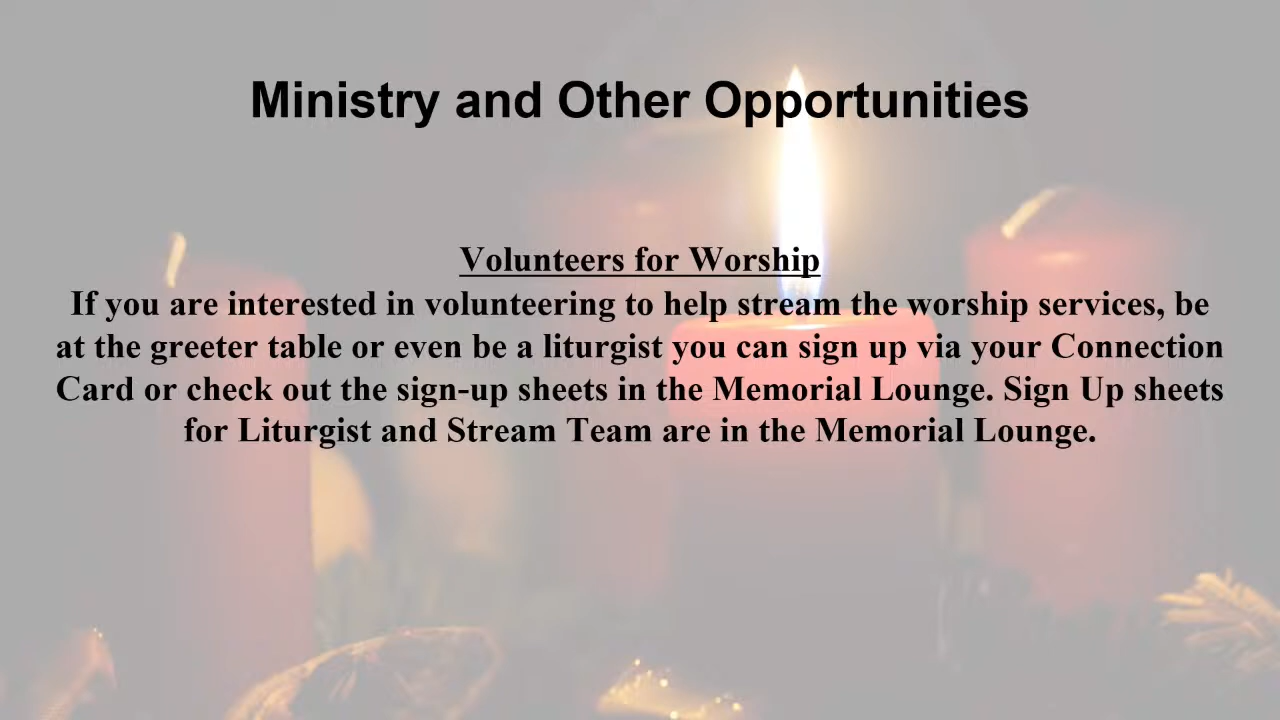 Ministry and Other Opportunities
Volunteers for Worship
If you are interested in volunteering to help stream the worship services, be
at the greeter table or even be a liturgist you can sign up via your Connection
Card or check out the sign-up sheets in the Memorial Lounge. Sign Up sheets
for Liturgist and Stream Team are in the Memorial Lounge.